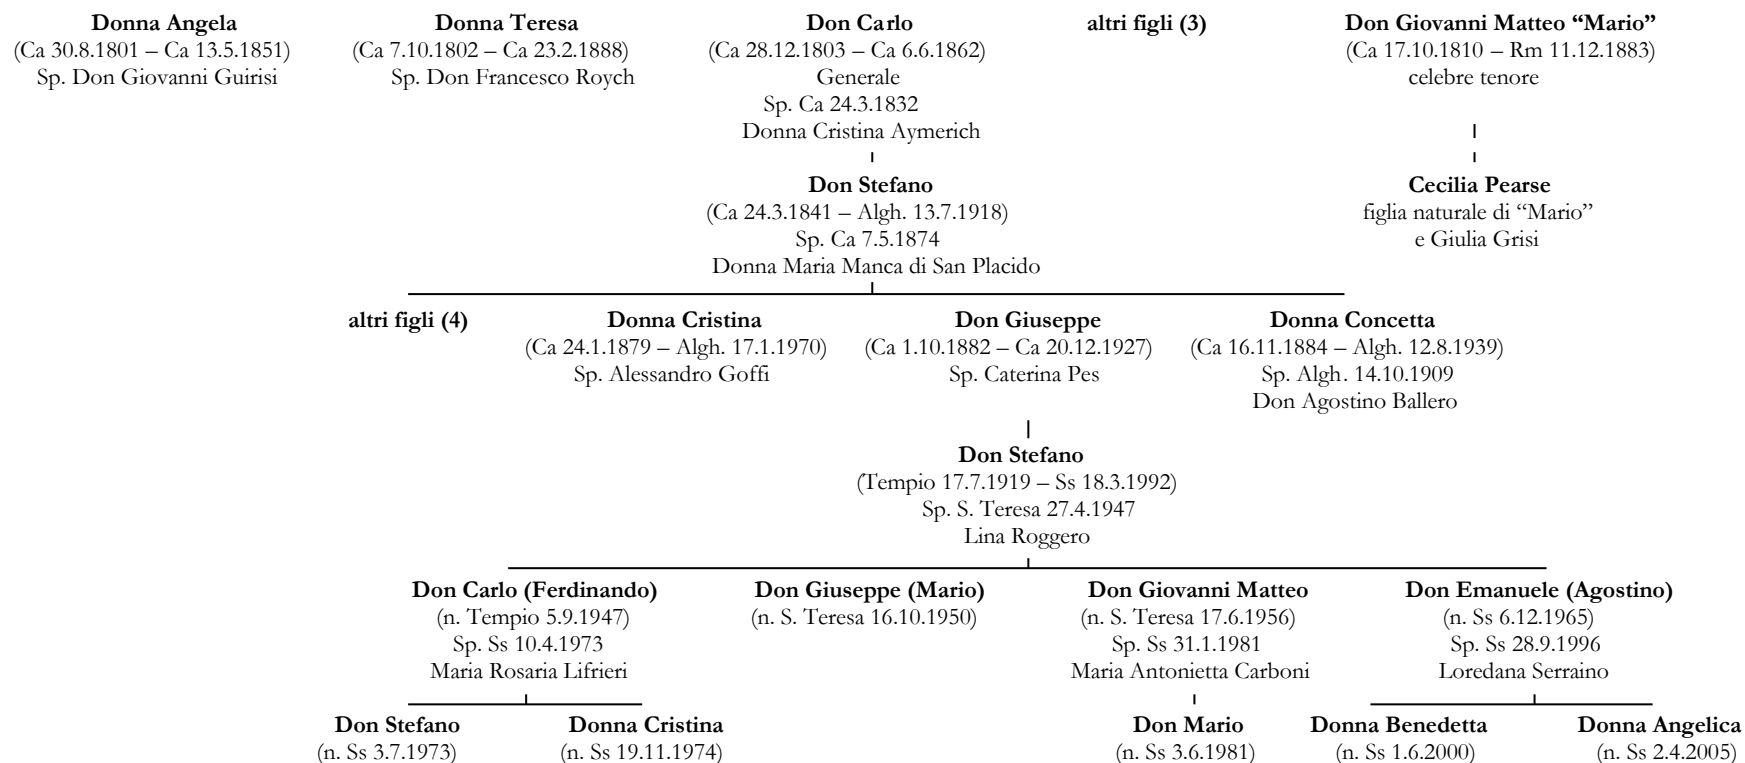 Donna Angela
(Ca 30.8.1801 – Ca 13.5.1851)
Sp. Don Giovanni Guirisi
Donna Teresa
(Ca 7.10.1802 – Ca 23.2.1888)
Sp. Don Francesco Roych
Don Carlo
(Ca 28.12.1803 – Ca 6.6.1862)
Generale
Sp. Ca 24.3.1832
Donna Cristina Aymerich
altri figli (3)
Don Giovanni Matteo “Mario”
(Ca 17.10.1810 – Rm 11.12.1883)
celebre tenore
Don Stefano
(Ca 24.3.1841 – Algh. 13.7.1918)
Sp. Ca 7.5.1874
Donna Maria Manca di San Placido
Cecilia Pearse
figlia naturale di “Mario”
e Giulia Grisi
altri figli (4)
Donna Cristina
(Ca 24.1.1879 – Algh. 17.1.1970)
Sp. Alessandro Goffi
Don Giuseppe
(Ca 1.10.1882 – Ca 20.12.1927)
Sp. Caterina Pes
Donna Concetta
(Ca 16.11.1884 – Algh. 12.8.1939)
Sp. Algh. 14.10.1909
Don Agostino Ballero
Don Stefano
(Tempio 17.7.1919 – Ss 18.3.1992)
Sp. S. Teresa 27.4.1947
Lina Roggero
Don Carlo (Ferdinando)
(n. Tempio 5.9.1947)
Sp. Ss 10.4.1973
Maria Rosaria Lifrieri
Don Giuseppe (Mario)
(n. S. Teresa 16.10.1950)
Don Giovanni Matteo
(n. S. Teresa 17.6.1956)
Sp. Ss 31.1.1981
Maria Antonietta Carboni
Don Emanuele (Agostino)
(n. Ss 6.12.1965)
Sp. Ss 28.9.1996
Loredana Serraino
Don Stefano
(n. Ss 3.7.1973)
Donna Cristina
(n. Ss 19.11.1974)
Don Mario
(n. Ss 3.6.1981)
Donna Benedetta
(n. Ss 1.6.2000)
Donna Angelica
(n. Ss 2.4.2005)